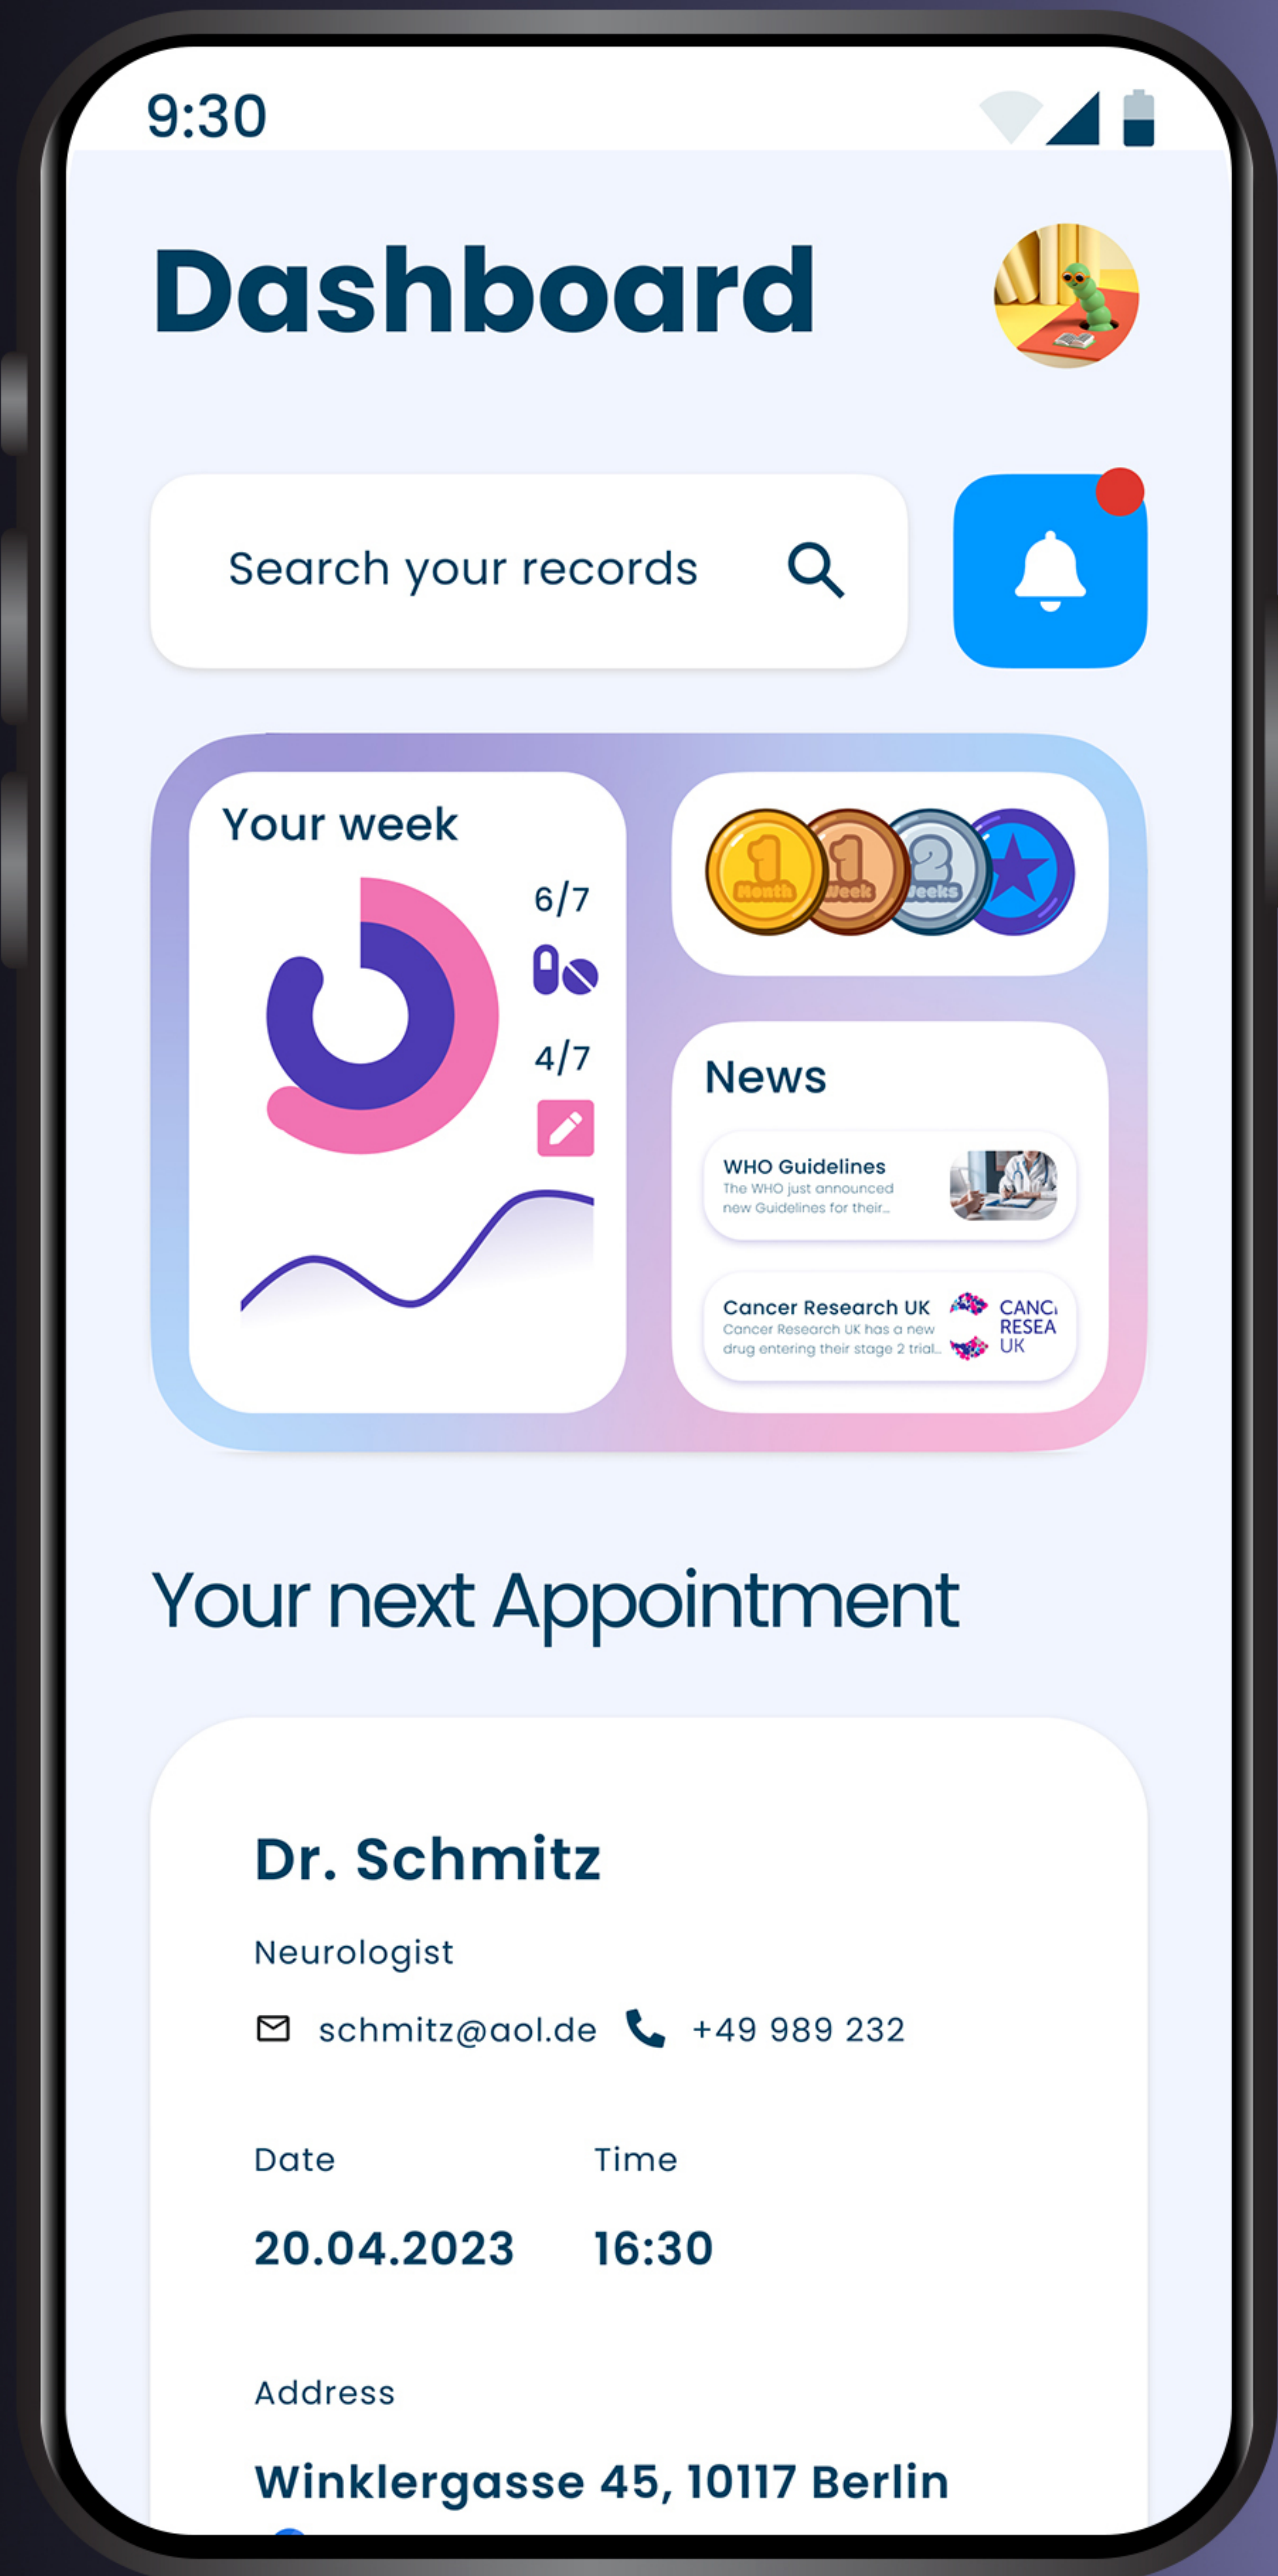 9:30
Dashboard
Search your records
Your week
6/7
4/7
1
Month
1
Week
2
Weeks
News
WHO Guidelines
The WHO just announced
new Guidelines for their...
Cancer Research UK
Cancer Research UK has a new
drug entering their stage 2 trial...
CANC
RESEA
UK
Your next Appointment
Dr. Schmitz
Neurologist
schmitz@aol.de
+49 989 232
Date
Time
20.04.2023
16:30
Address
Winklergasse 45, 10117 Berlin